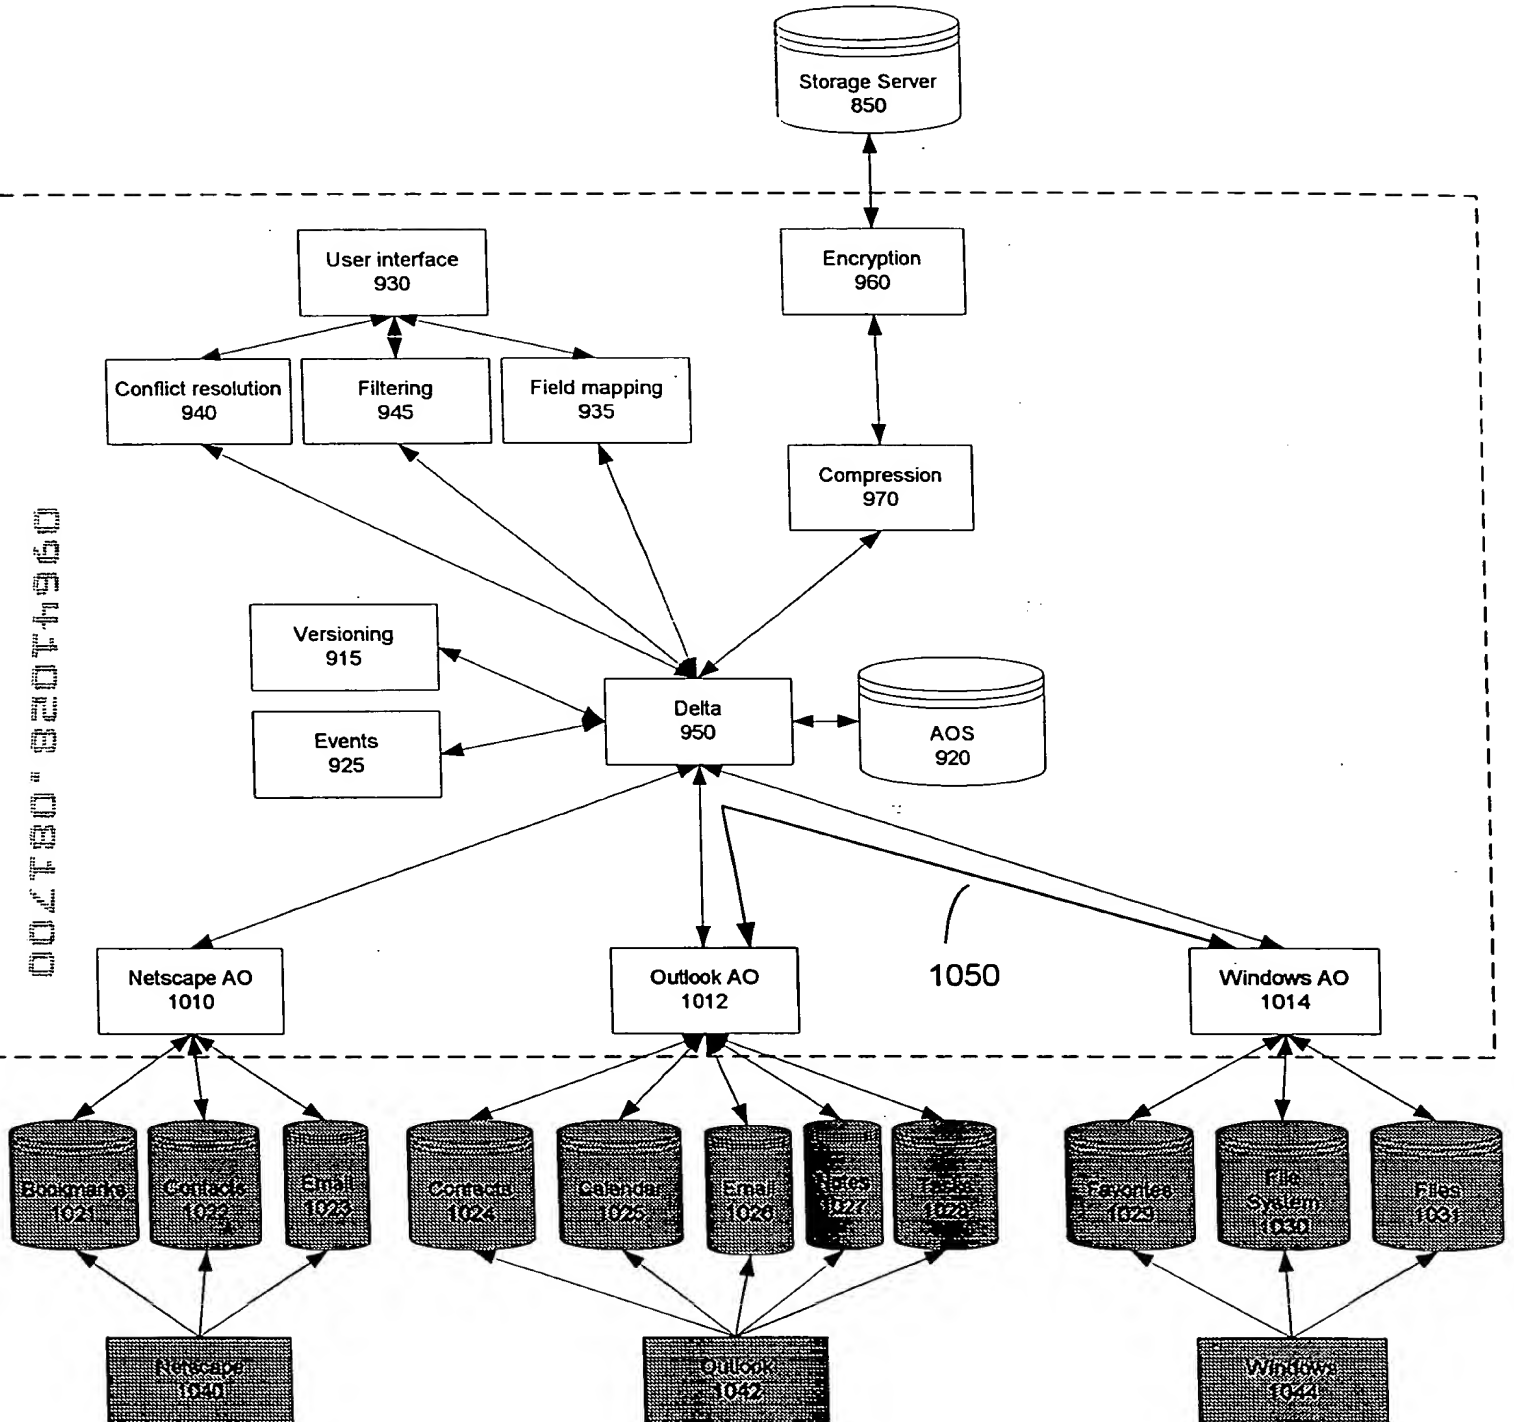 Storage Server
850
User interface
930
Encryption
960
Conflict resolution
940
Filtering
945
Field mapping
935
Compression
970
09641028.081700
Versioning
915
Delta
950
AOS
920
Events
925
Netscape AO
1010
Outlook AO
1012
1050
Windows AO
1014
Bookmarks
1021
Contacts
1022
Email
1023
Contacts
1024
Calendar
1025
Email
1026
Notes
1027
Tasks
1028
Favorites
1029
File
System
1030
Files
1031
Netscape
1040
Outlook
1042
Windows
1044